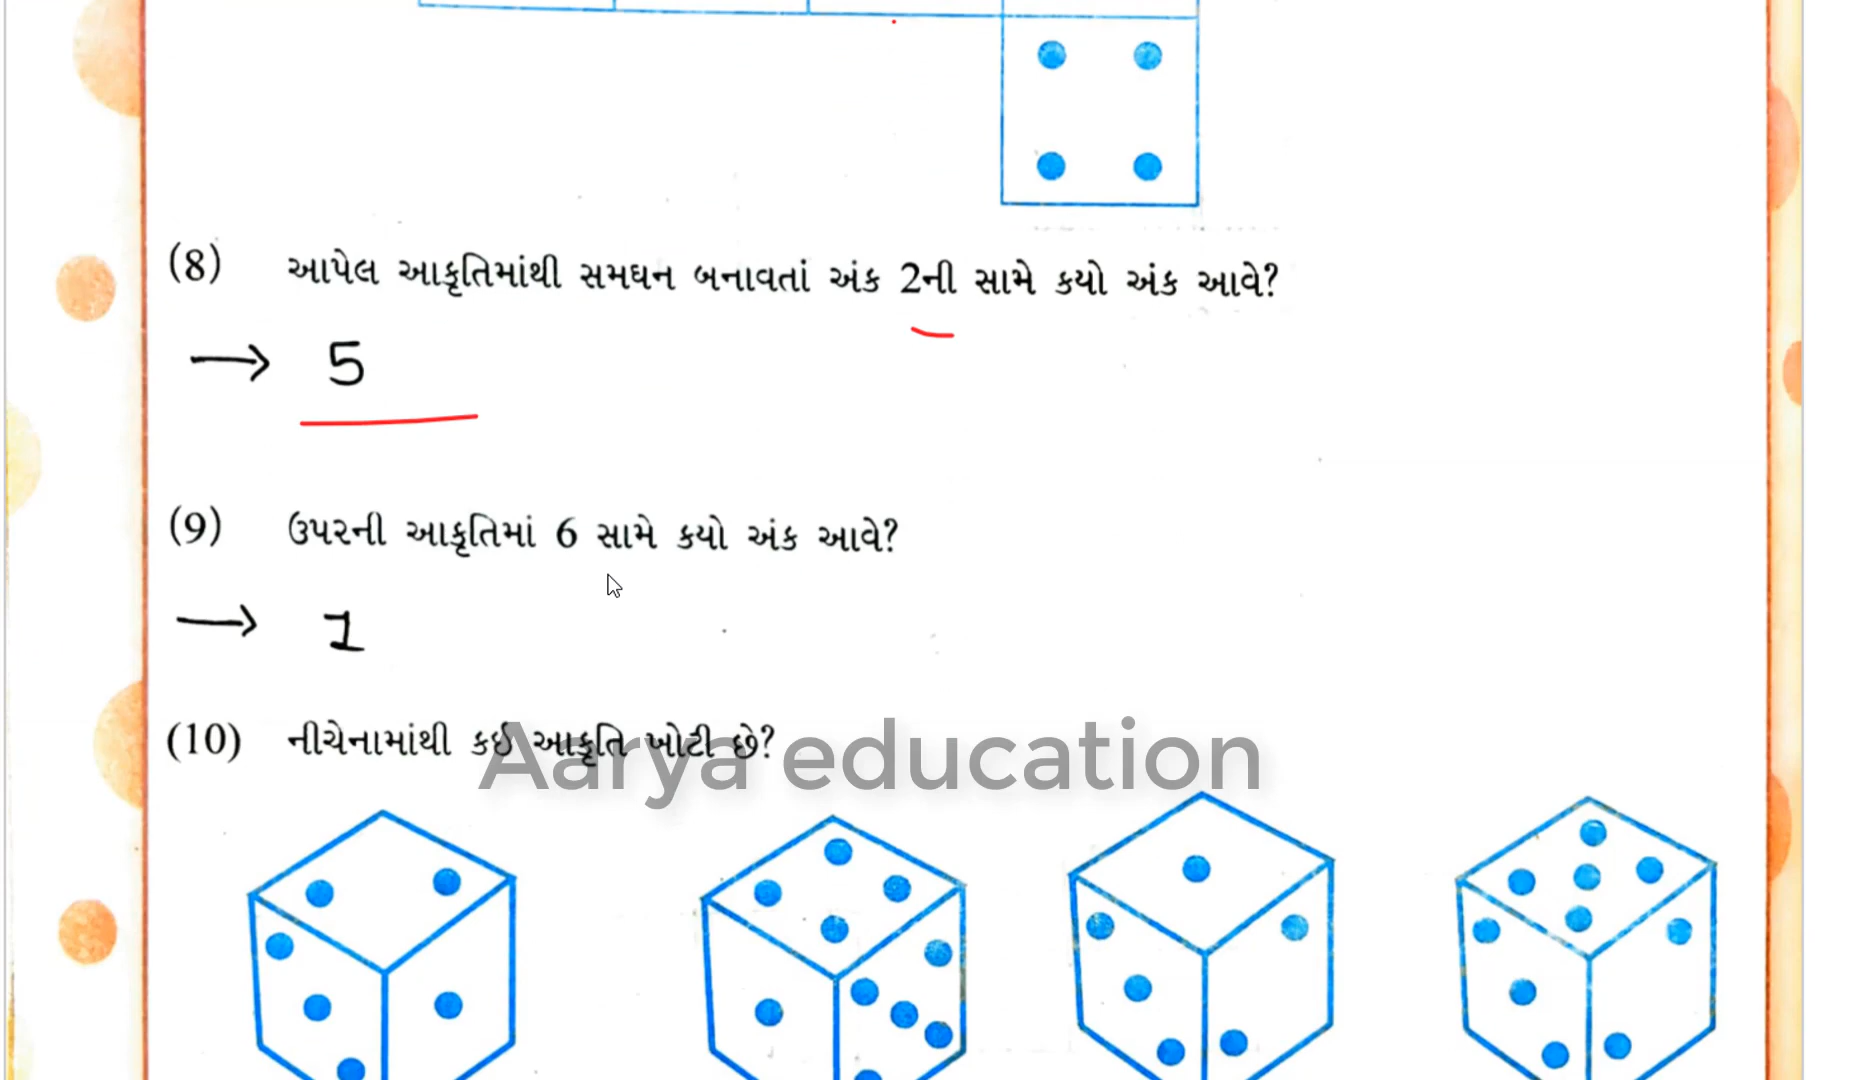 (8) આપેલ આકૃતિમાંથી સમઘન બનાવતાં અંક 2ની સામે કયો અંક આવે?
→ 5
(9) ઉપરની આકૃતિમાં 6 સામે કયો અંક આવે?
→ 1
(10) નીચેનામાંથી કઈ આકૃતિ ખોટી છે?
Aarya education